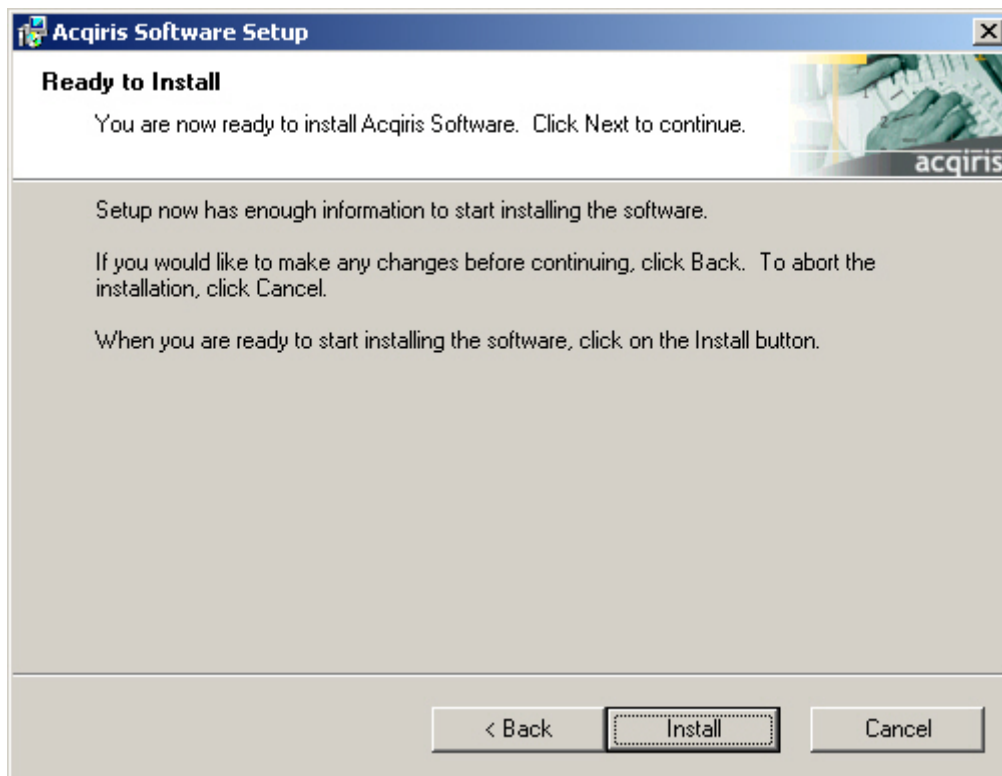 Acqiris Software Setup
Ready to Install
You are now ready to install Acqiris Software. Click Next to continue.
acqiris
Setup now has enough information to start installing the software.
If you would like to make any changes before continuing, click Back. To abort the
installation, click Cancel.
When you are ready to start installing the software, click on the Install button.
< Back
Install
Cancel